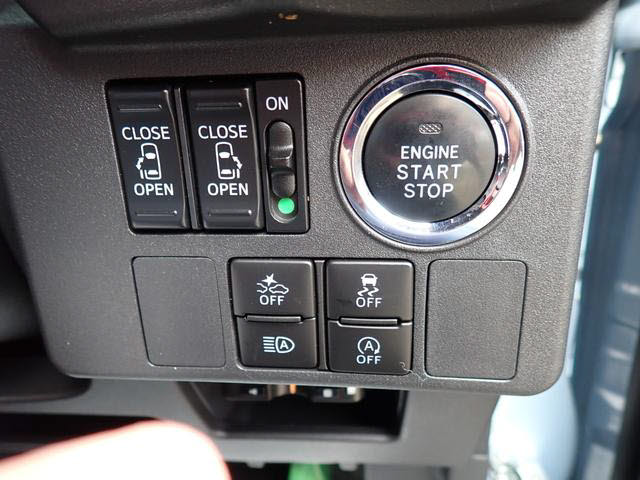 CLOSE
OPEN
CLOSE
OPEN
ON
ENGINE
START
STOP
OFF
OFF
A
A
OFF